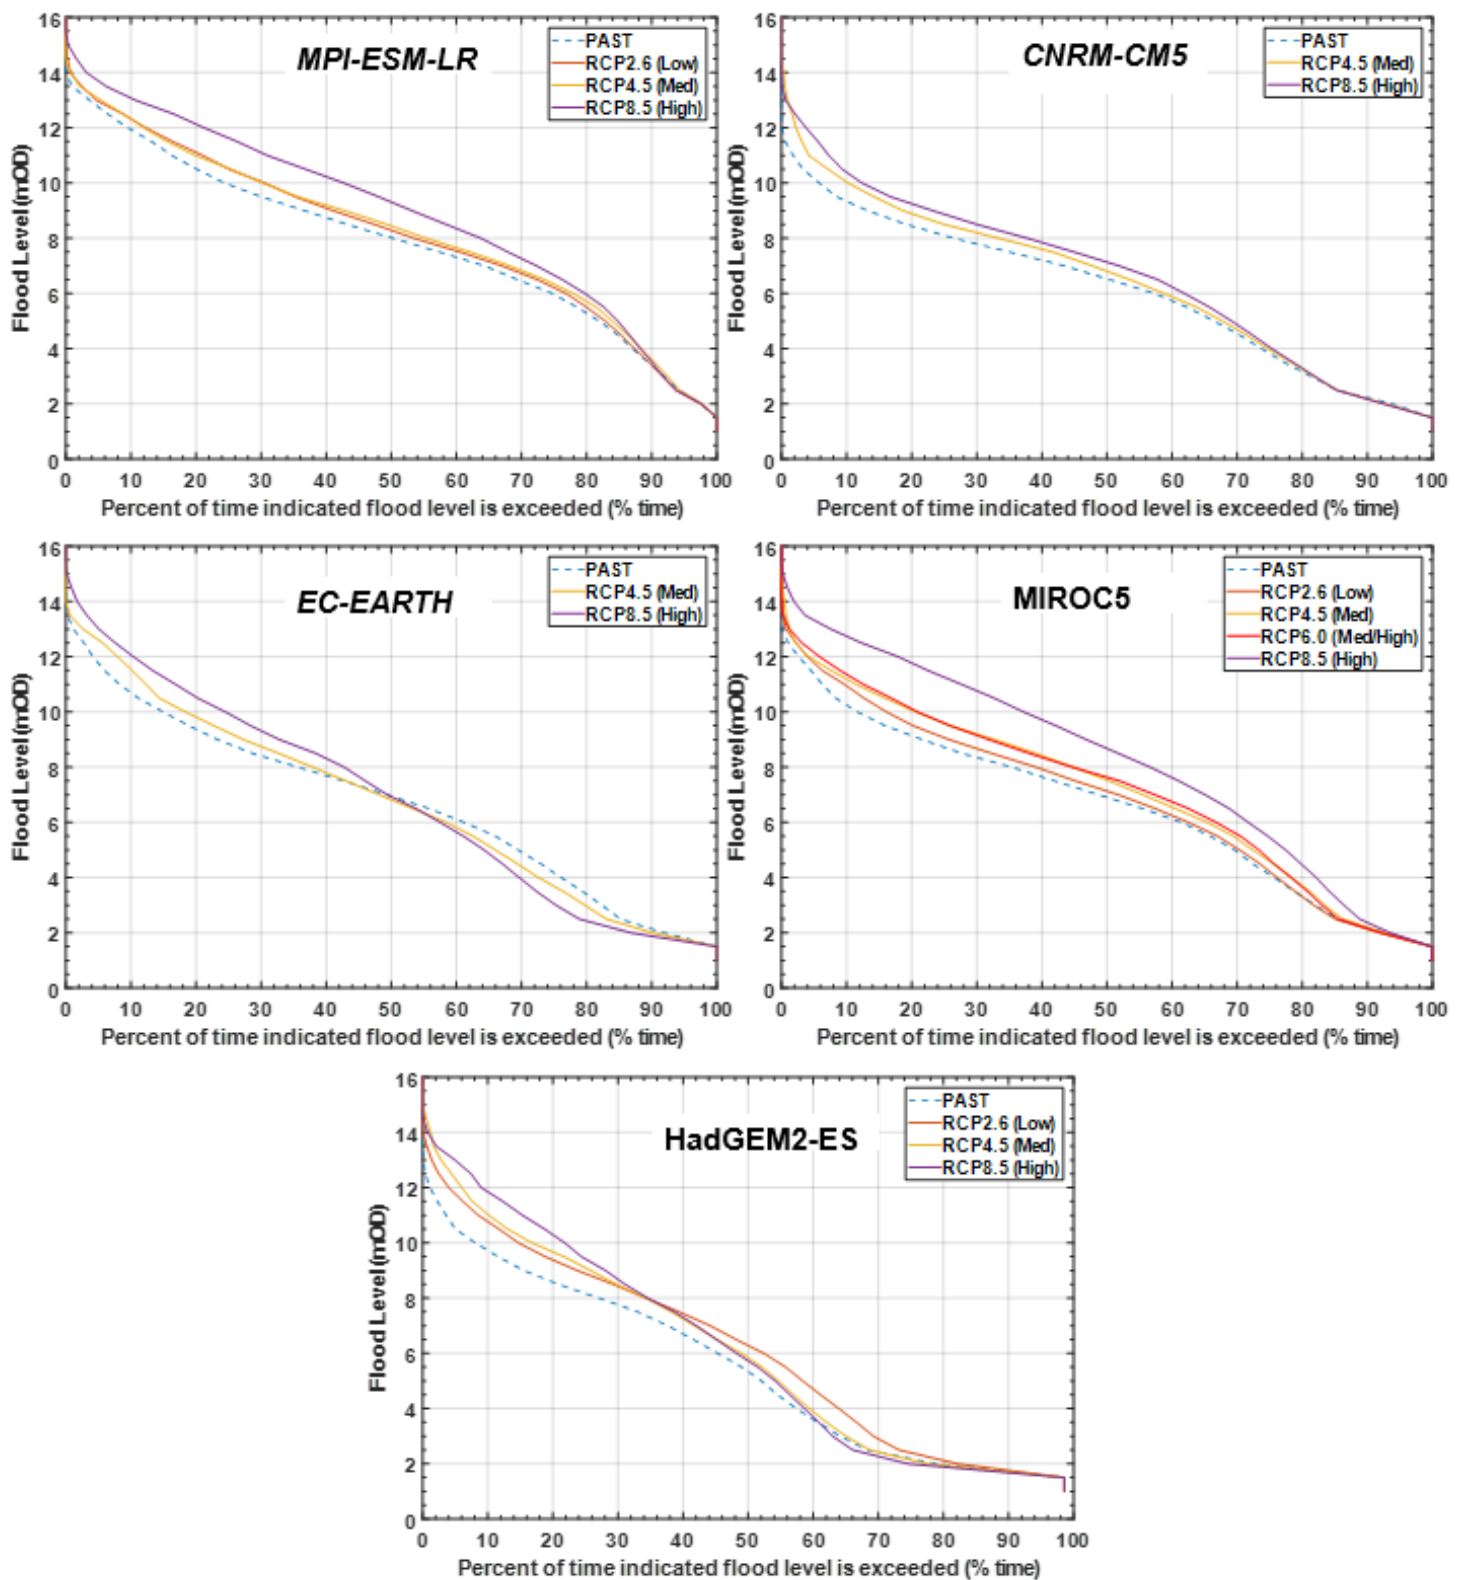 MPI-ESM-LR
PAST
RCP2.6 (Low)
RCP4.5 (Med)
RCP8.5 (High)
Flood Level (mOD)
16
14
12
10
8
6
4
2
0
0 10 20 30 40 50 60 70 80 90 100
Percent of time indicated flood level is exceeded (% time)
CNRM-CM5
PAST
RCP4.5 (Med)
RCP8.5 (High)
Flood Level (mOD)
16
14
12
10
8
6
4
2
0
0 10 20 30 40 50 60 70 80 90 100
Percent of time indicated flood level is exceeded (% time)
EC-EARTH
PAST
RCP4.5 (Med)
RCP8.5 (High)
Flood Level (mOD)
16
14
12
10
8
6
4
2
0
0 10 20 30 40 50 60 70 80 90 100
Percent of time indicated flood level is exceeded (% time)
MIROC5
PAST
RCP2.6 (Low)
RCP4.5 (Med)
RCP6.0 (Med/High)
RCP8.5 (High)
Flood Level (mOD)
16
14
12
10
8
6
4
2
0
0 10 20 30 40 50 60 70 80 90 100
Percent of time indicated flood level is exceeded (% time)
HadGEM2-ES
PAST
RCP2.6 (Low)
RCP4.5 (Med)
RCP8.5 (High)
Flood Level (mOD)
16
14
12
10
8
6
4
2
0
0 10 20 30 40 50 60 70 80 90 100
Percent of time indicated flood level is exceeded (% time)